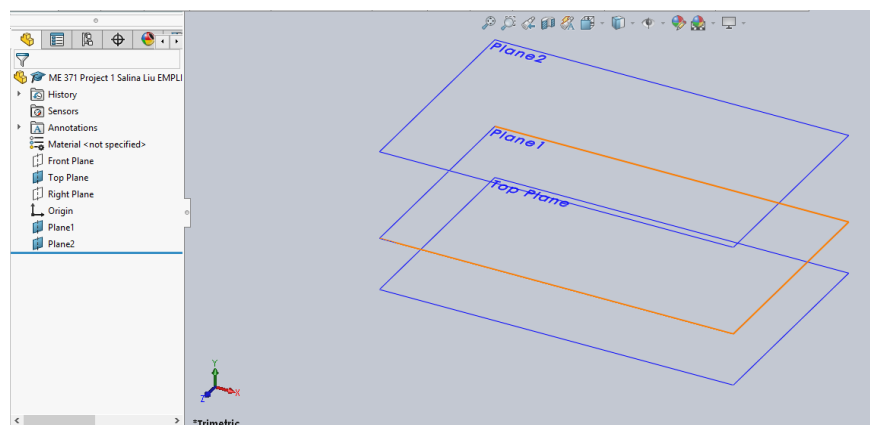 ME 371 Project 1 Salina Liu EMPLI
History
Sensors
Annotations
Material <not specified>
Front Plane
Top Plane
Right Plane
Origin
Plane1
Plane2
Plane2
Plane1
Top Plane
Y
X
Z
*Trimetric